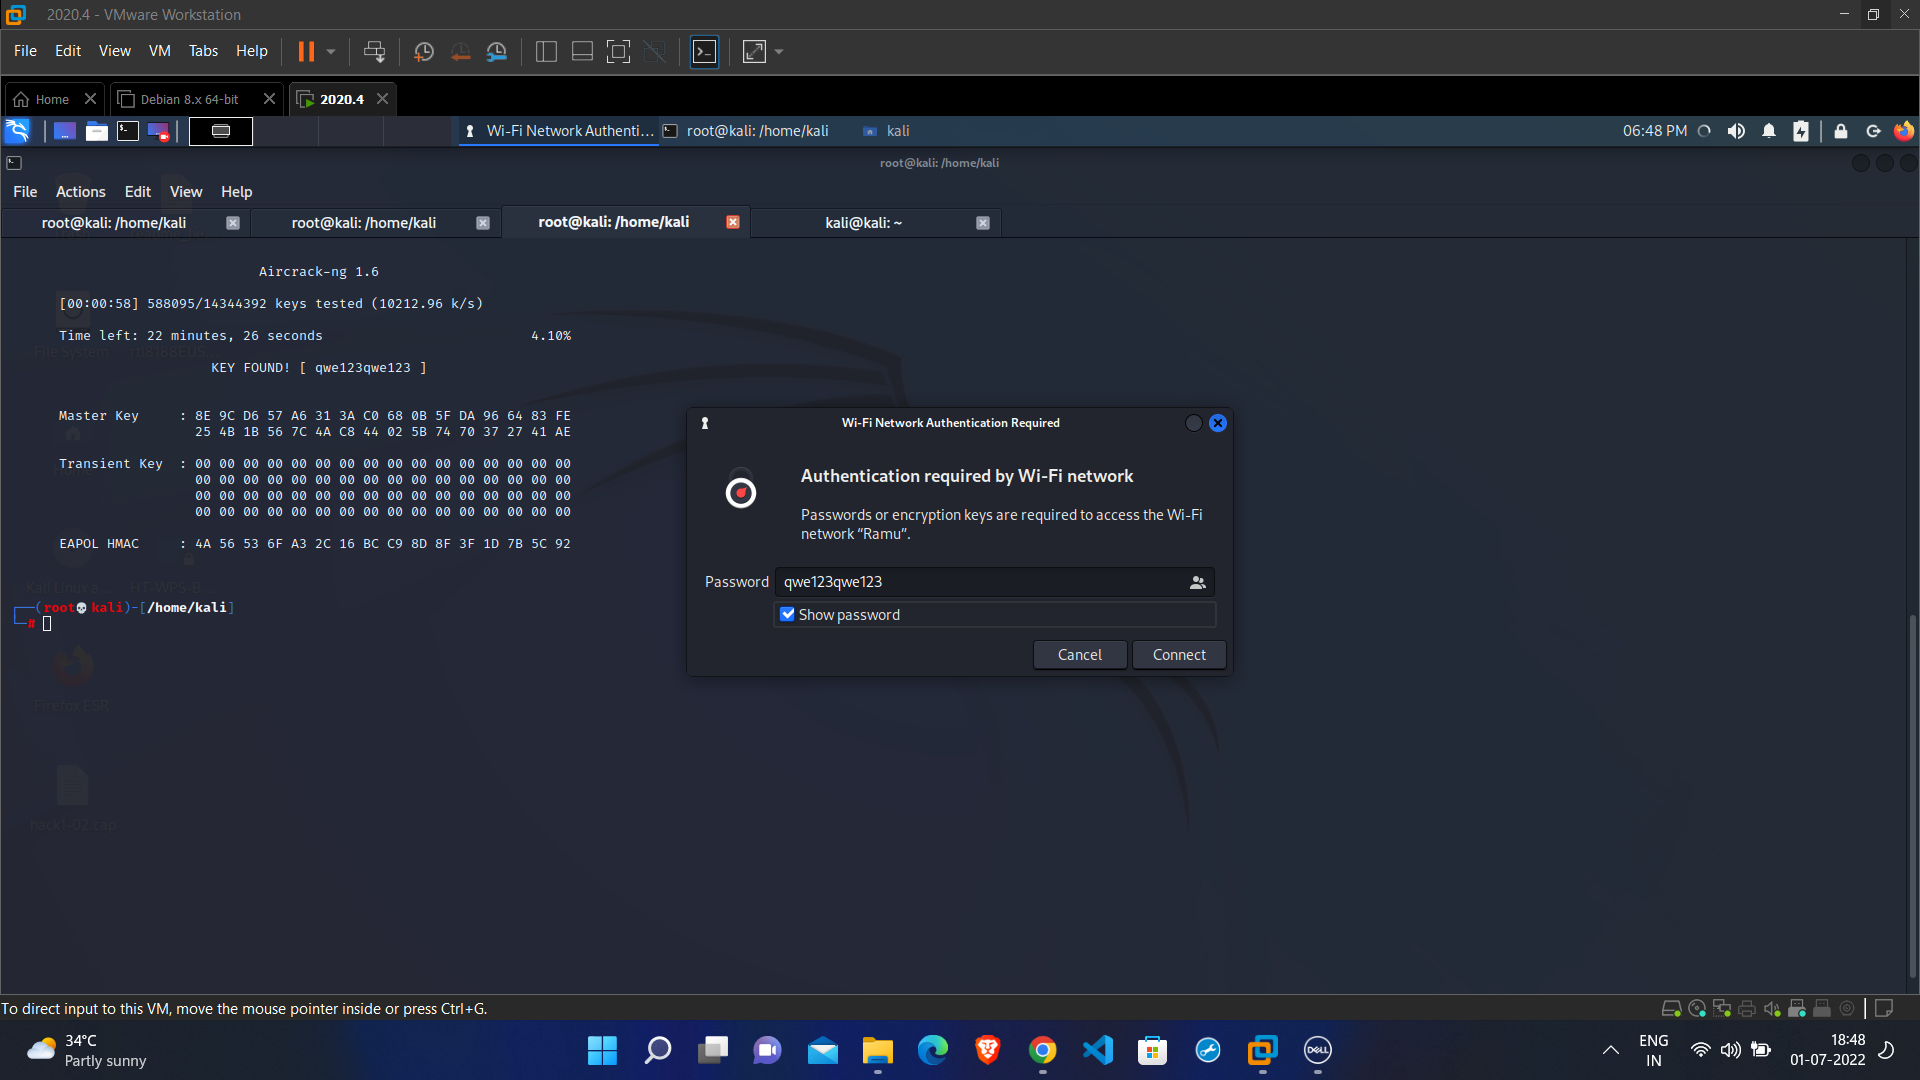 2020.4 - VMware Workstation
File Edit View VM Tabs Help
Home Debian 8.x 64-bit 2020.4
Wi-Fi Network Authenti... root@kali: /home/kali kali 06:48 PM
root@kali: /home/kali
File Actions Edit View Help
root@kali: /home/kali root@kali: /home/kali root@kali: /home/kali kali@kali: ~
Aircrack-ng 1.6
[00:00:58] 588095/14344392 keys tested (10212.96 k/s)
Time left: 22 minutes, 26 seconds 4.10%
File System
KEY FOUND! [ qwe123qwe123 ]
Master Key : 8E 9C D6 57 A6 31 3A C0 68 0B 5F DA 96 64 83 FE
25 4B 1B 56 7C 4A C8 44 02 5B 74 70 37 27 41 AE
Transient Key : 00 00 00 00 00 00 00 00 00 00 00 00 00 00 00 00
00 00 00 00 00 00 00 00 00 00 00 00 00 00 00 00
00 00 00 00 00 00 00 00 00 00 00 00 00 00 00 00
00 00 00 00 00 00 00 00 00 00 00 00 00 00 00 00
EAPOL HMAC : 4A 56 53 6F A3 2C 16 BC C9 8D 8F 3F 1D 7B 5C 92
(root💀kali)-[/home/kali]
#
Firefox ESR
hack1-02.cap
Wi-Fi Network Authentication Required
Authentication required by Wi-Fi network
Passwords or encryption keys are required to access the Wi-Fi
network “Ramu”.
Password qwe123qwe123
Show password
Cancel Connect
To direct input to this VM, move the mouse pointer inside or press Ctrl+G.
34°C
Partly sunny
DELL
ENG
IN
18:48
01-07-2022